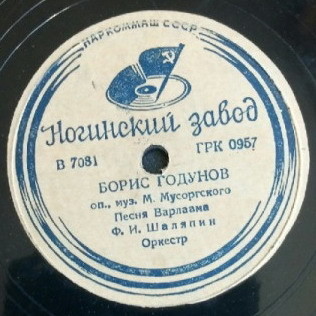 НАРКОММАШ СССР
Ногинский завод
В 7081 ГРК 0957
БОРИС ГОДУНОВ
оп., муз. М. Мусоргского
Песня Варлаама
Ф. И. Шаляпин
Оркестр